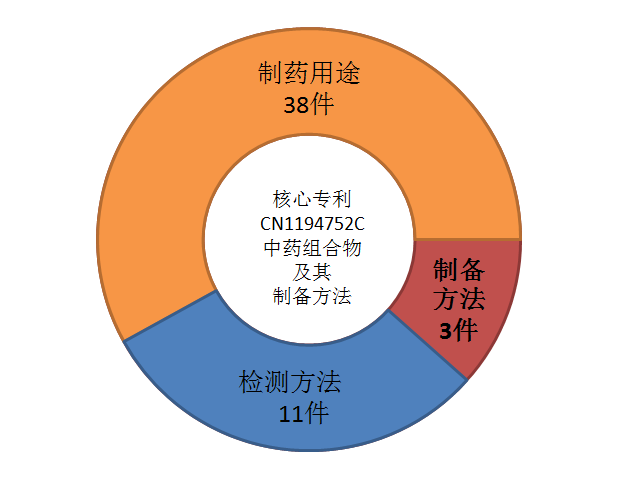 制药用途
38件
核心专利
CN1194752C
中药组合物
及其
制备方法
制备
方法
3件
检测方法
11件